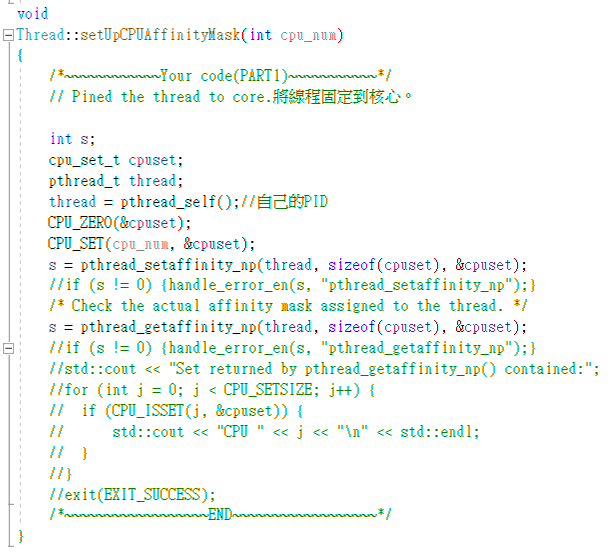 void
Thread::setUpCPUAffinityMask(int cpu_num)
{
/*~~~~~~~~~~~~Your code(PART1)~~~~~~~~~~~*/
// Pined the thread to core.將線程固定到核心。
int s;
cpu_set_t cpuset;
pthread_t thread;
thread = pthread_self();//自己的PID
CPU_ZERO(&cpuset);
CPU_SET(cpu_num, &cpuset);
s = pthread_setaffinity_np(thread, sizeof(cpuset), &cpuset);
//if (s != 0) {handle_error_en(s, "pthread_setaffinity_np");}
/* Check the actual affinity mask assigned to the thread. */
s = pthread_getaffinity_np(thread, sizeof(cpuset), &cpuset);
//if (s != 0) {handle_error_en(s, "pthread_getaffinity_np");}
//std::cout << "Set returned by pthread_getaffinity_np() contained:";
//for (int j = 0; j < CPU_SETSIZE; j++) {
//  if (CPU_ISSET(j, &cpuset)) {
//      std::cout << "CPU " << j << "\n" << std::endl;
//  }
//}
//exit(EXIT_SUCCESS);
/*~~~~~~~~~~~~~~~~~~END~~~~~~~~~~~~~~~~~~*/
}